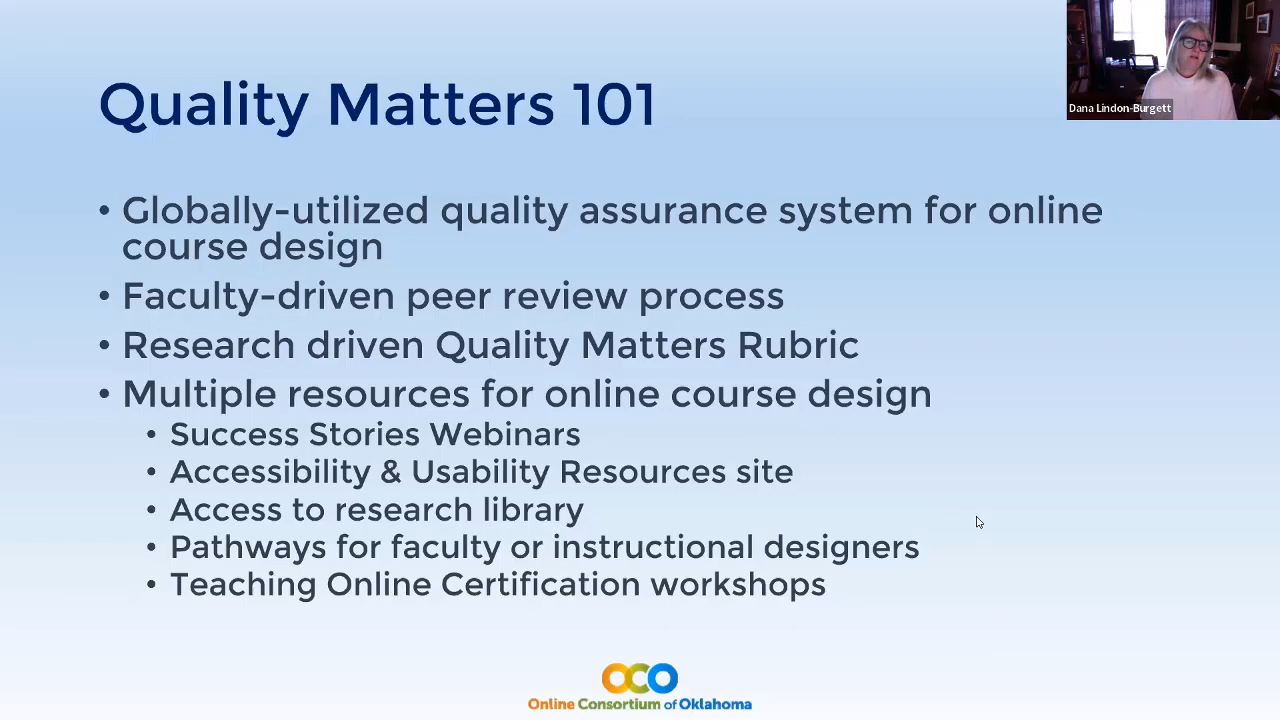 Quality Matters 101
Dana Lindon-Burgett
• Globally-utilized quality assurance system for online
course design
• Faculty-driven peer review process
• Research driven Quality Matters Rubric
• Multiple resources for online course design
• Success Stories Webinars
• Accessibility & Usability Resources site
• Access to research library
• Pathways for faculty or instructional designers
• Teaching Online Certification workshops
OCO
Online Consortium of Oklahoma